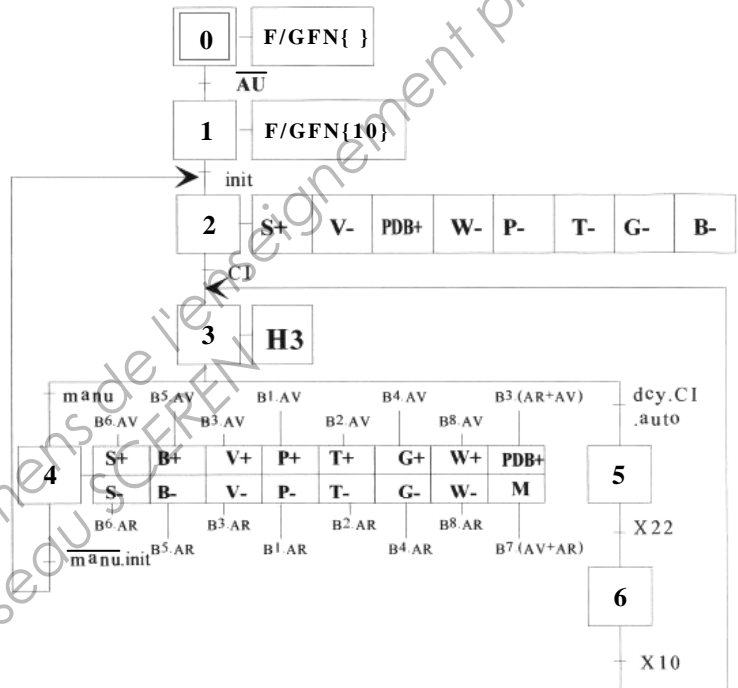 0 F/GFN{ }
AU
1 F/GFN{10}
init
2 S+ V- PDB+ W- P- T- G- B-
CI
3 H3
manu B5.AV B1.AV B4.AV B3.(AR+AV) dcy.CI
.auto
B6.AV B3.AV B2.AV B8.AV
4 S+ B+ V+ P+ T+ G+ W+ PDB+ 5
S- B- V- P- T- G- W- M
B6.AR B3.AR B2.AR B8.AR X22
manu.init B5.AR B1.AR B4.AR B7.(AV+AR)
6
X10
de l'enseignement
SCEREN